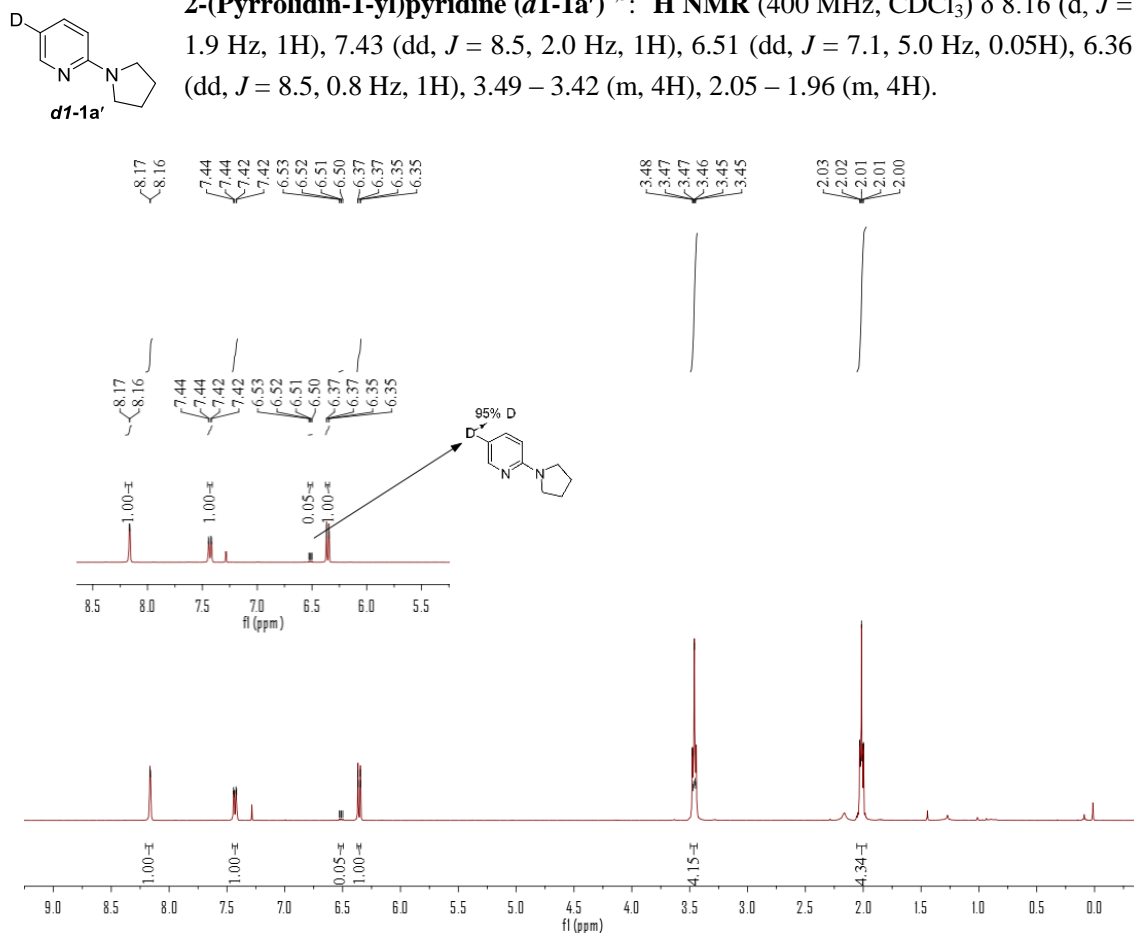 2-(Pyrrolidin-1-yl)pyridine (d1-1a′) : H NMR (400 MHz, CDCl3) δ 8.16 (d, J =
1.9 Hz, 1H), 7.43 (dd, J = 8.5, 2.0 Hz, 1H), 6.51 (dd, J = 7.1, 5.0 Hz, 0.05H), 6.36
(dd, J = 8.5, 0.8 Hz, 1H), 3.49 – 3.42 (m, 4H), 2.05 – 1.96 (m, 4H).
D
N
N
d1-1a′
8.17 8.16 7.44 7.44 7.42 7.42 6.53 6.52 6.51 6.50 6.37 6.37 6.35 6.35 3.48 3.47 3.47 3.46 3.45 3.45 2.03 2.02 2.01 2.01 2.00
8.17 8.16 7.44 7.44 7.42 7.42 6.53 6.52 6.51 6.50 6.37 6.37 6.35 6.35
95% D
D
N
N
1.00 1.00 0.05 1.00
8.5 8.0 7.5 7.0 6.5 6.0 5.5
f1 (ppm)
1.00 1.00 0.05 1.00 4.15 4.34
9.0 8.5 8.0 7.5 7.0 6.5 6.0 5.5 5.0 4.5 4.0 3.5 3.0 2.5 2.0 1.5 1.0 0.5 0.0
f1 (ppm)